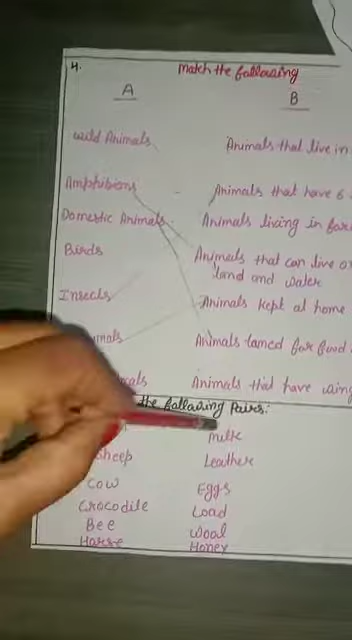 4. Match the following
A B
Wild Animals Animals that live in
Amphibians Animals that have 6
Domestic Animals Animals living in
Birds Animals that can live
land and water
Insects Animals kept at home
Animals tamed for food
Animals that have
the following Pairs:
Milk
Sheep Leather
Cow Eggs
Crocodile Load
Bee Wool
Horse Honey